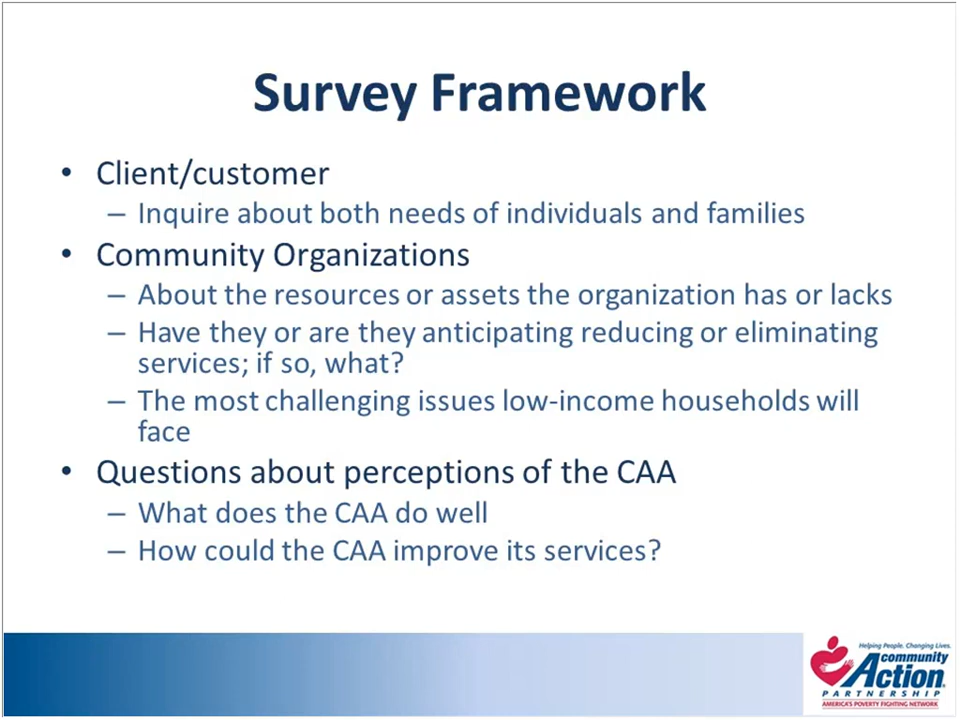 Survey Framework
• Client/customer
– Inquire about both needs of individuals and families
• Community Organizations
– About the resources or assets the organization has or lacks
– Have they or are they anticipating reducing or eliminating
services; if so, what?
– The most challenging issues low-income households will
face
• Questions about perceptions of the CAA
– What does the CAA do well
– How could the CAA improve its services?
Helping People. Changing Lives.
community
Action
PARTNERSHIP
AMERICA'S POVERTY FIGHTING NETWORK